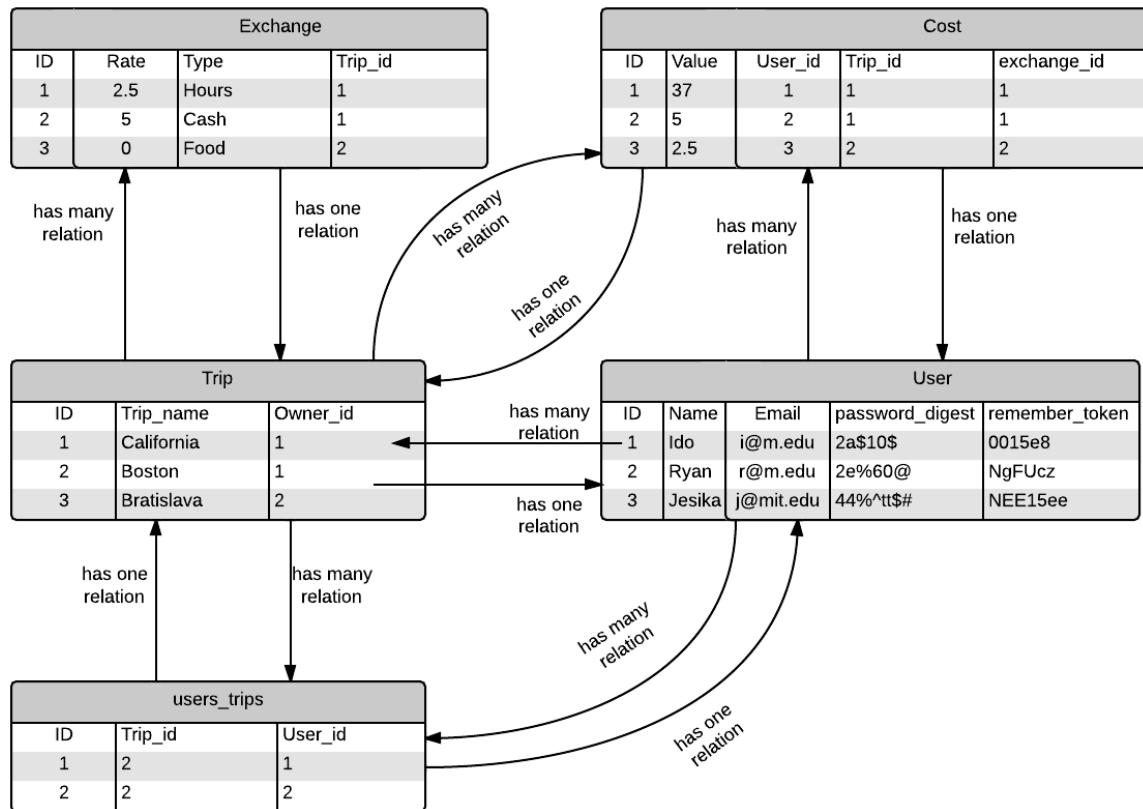 Exchange
ID Rate Type Trip_id
1 2.5 Hours 1
2 5 Cash 1
3 0 Food 2
Cost
ID Value User_id Trip_id exchange_id
1 37 1 1 1
2 5 2 1 1
3 2.5 3 2 2
has many
relation
has one
relation
has many
relation
has one
relation
has many
relation
has one
relation
Trip
ID Trip_name Owner_id
1 California 1
2 Boston 1
3 Bratislava 2
has many
relation
has one
relation
User
ID Name Email password_digest remember_token
1 Ido i@m.edu 2a$10$ 0015e8
2 Ryan r@m.edu 2e%60@ NgFUcz
3 Jesika j@mit.edu 44%^tt$# NEE15ee
has one
relation
has many
relation
has many
relation
has one
relation
users_trips
ID Trip_id User_id
1 2 1
2 2 2